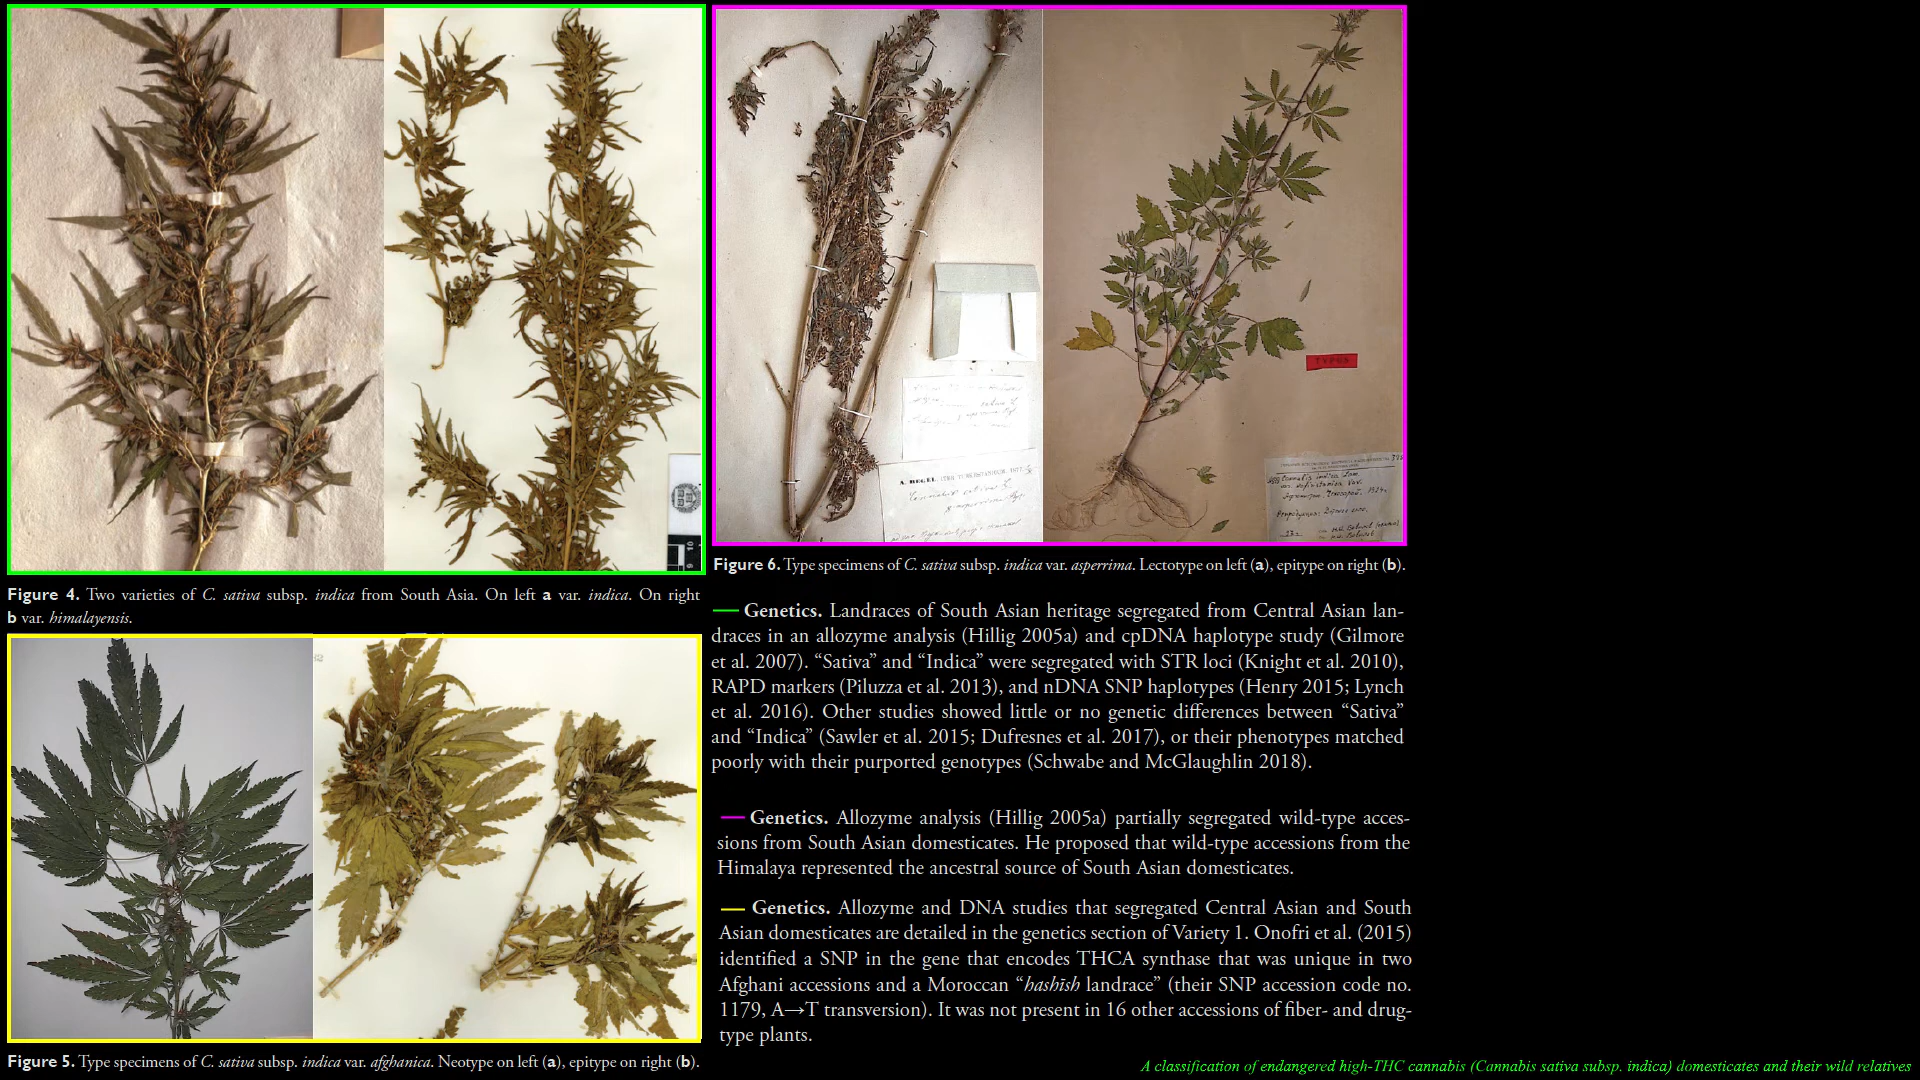 TYPUS
A. REGEL. ITER TURKESTANICUM. 1877.
Figure 4. Two varieties of C. sativa subsp. indica from South Asia. On left a var. indica. On right
b var. himalayensis.
Figure 5. Type specimens of C. sativa subsp. indica var. afghanica. Neotype on left (a), epitype on right (b).
Figure 6. Type specimens of C. sativa subsp. indica var. asperrima. Lectotype on left (a), epitype on right (b).
Genetics. Landraces of South Asian heritage segregated from Central Asian lan-
draces in an allozyme analysis (Hillig 2005a) and cpDNA haplotype study (Gilmore
et al. 2007). “Sativa” and “Indica” were segregated with STR loci (Knight et al. 2010),
RAPD markers (Piluzza et al. 2013), and nDNA SNP haplotypes (Henry 2015; Lynch
et al. 2016). Other studies showed little or no genetic differences between “Sativa”
and “Indica” (Sawler et al. 2015; Dufresnes et al. 2017), or their phenotypes matched
poorly with their purported genotypes (Schwabe and McGlaughlin 2018).
Genetics. Allozyme analysis (Hillig 2005a) partially segregated wild-type acces-
sions from South Asian domesticates. He proposed that wild-type accessions from the
Himalaya represented the ancestral source of South Asian domesticates.
Genetics. Allozyme and DNA studies that segregated Central Asian and South
Asian domesticates are detailed in the genetics section of Variety 1. Onofri et al. (2015)
identified a SNP in the gene that encodes THCA synthase that was unique in two
Afghani accessions and a Moroccan “hashīsh landrace” (their SNP accession code no.
1179, A→T transversion). It was not present in 16 other accessions of fiber- and drug-
type plants.
A classification of endangered high-THC cannabis (Cannabis sativa subsp. indica) domesticates and their wild relatives